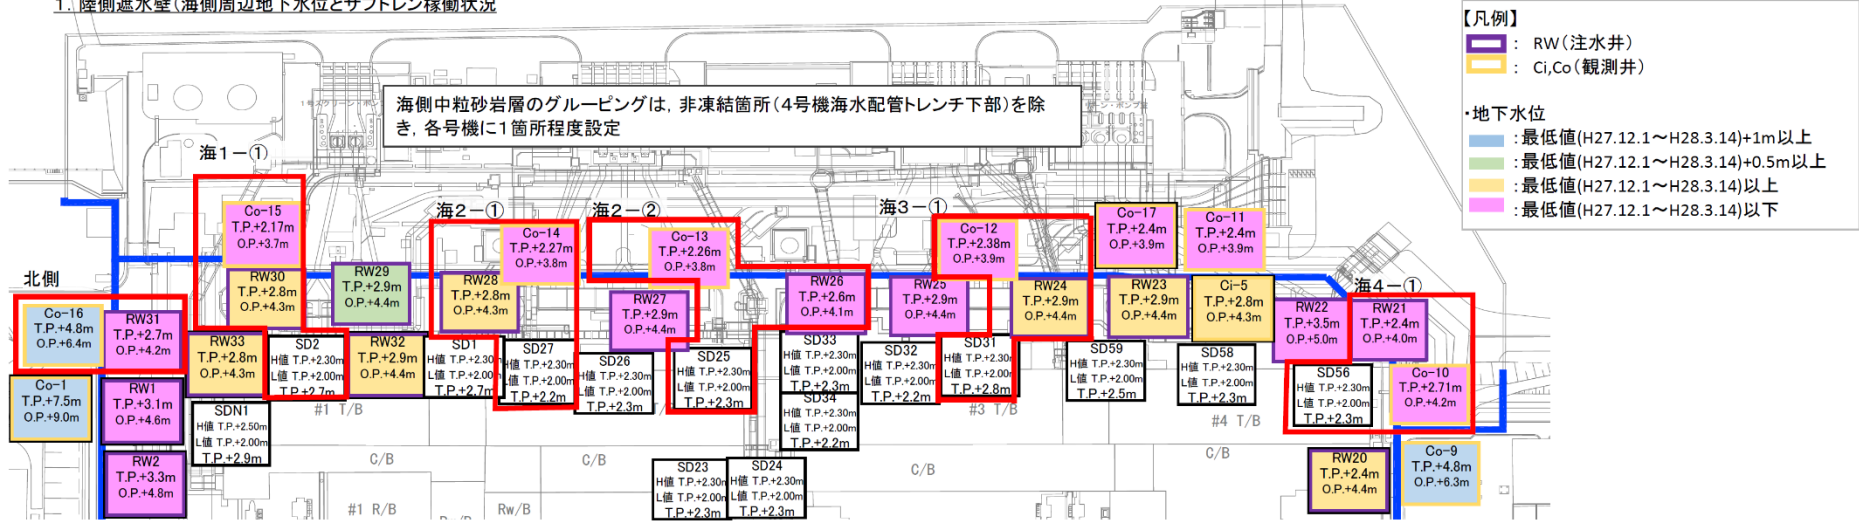 1. 陸側遮水壁(海側周辺地下水位とサブドレン稼働状況
【凡例】
: RW(注水井)
: Ci,Co(観測井)
・地下水位
:最低値(H27.12.1～H28.3.14)+1m以上
:最低値(H27.12.1～H28.3.14)+0.5m以上
:最低値(H27.12.1～H28.3.14)以上
:最低値(H27.12.1～H28.3.14)以下
海側中粒砂岩層のグルーピングは, 非凍結箇所(4号機海水配管トレンチ下部)を除
き, 各号機に1箇所程度設定
海1-①
海2-①
海2-②
海3-①
海4-①
北側
Co-15
T.P.+2.17m
O.P.+3.7m
Co-14
T.P.+2.27m
O.P.+3.8m
Co-13
T.P.+2.26m
O.P.+3.8m
Co-12
T.P.+2.38m
O.P.+3.9m
Co-17
T.P.+2.4m
O.P.+3.9m
Co-11
T.P.+2.4m
O.P.+3.9m
Co-16
T.P.+4.8m
O.P.+6.4m
RW31
T.P.+2.7m
O.P.+4.2m
RW30
T.P.+2.8m
O.P.+4.3m
RW29
T.P.+2.9m
O.P.+4.4m
RW28
T.P.+2.8m
O.P.+4.3m
RW27
T.P.+2.9m
O.P.+4.4m
RW26
T.P.+2.6m
O.P.+4.1m
RW25
T.P.+2.9m
O.P.+4.4m
RW24
T.P.+2.9m
O.P.+4.4m
RW23
T.P.+2.9m
O.P.+4.4m
Ci-5
T.P.+2.8m
O.P.+4.3m
RW22
T.P.+3.5m
O.P.+5.0m
RW21
T.P.+2.4m
O.P.+4.0m
RW33
T.P.+2.8m
O.P.+4.3m
SD2
H値 T.P.+2.30m
L値 T.P.+2.00m
T.P.+2.7m
RW32
T.P.+2.9m
O.P.+4.4m
SD1
H値 T.P.+2.30m
L値 T.P.+2.00m
T.P.+2.7m
SD27
H値 T.P.+2.30m
L値 T.P.+2.00m
T.P.+2.2m
SD26
H値 T.P.+2.30m
L値 T.P.+2.00m
T.P.+2.3m
SD25
H値 T.P.+2.30m
L値 T.P.+2.00m
T.P.+2.3m
SD33
H値 T.P.+2.30m
L値 T.P.+2.00m
T.P.+2.3m
SD32
H値 T.P.+2.30m
L値 T.P.+2.00m
T.P.+2.2m
SD31
H値 T.P.+2.30m
L値 T.P.+2.00m
T.P.+2.8m
SD59
H値 T.P.+2.30m
L値 T.P.+2.00m
T.P.+2.5m
SD58
H値 T.P.+2.30m
L値 T.P.+2.00m
T.P.+2.3m
SD56
H値 T.P.+2.30m
L値 T.P.+2.00m
T.P.+2.3m
Co-10
T.P.+2.71m
O.P.+4.2m
Co-1
T.P.+7.5m
O.P.+9.0m
RW1
T.P.+3.1m
O.P.+4.6m
SDN1
H値 T.P.+2.50m
L値 T.P.+2.00m
T.P.+2.9m
SD34
H値 T.P.+2.30m
L値 T.P.+2.00m
T.P.+2.2m
#1 T/B
#3 T/B
#4 T/B
RW2
T.P.+3.3m
O.P.+4.8m
C/B
C/B
C/B
C/B
SD23
H値 T.P.+2.30m
L値 T.P.+2.00m
T.P.+2.3m
SD24
H値 T.P.+2.30m
L値 T.P.+2.00m
T.P.+2.3m
RW20
T.P.+2.4m
O.P.+4.4m
Co-9
T.P.+4.8m
O.P.+6.3m
#1 R/B
Rw/B